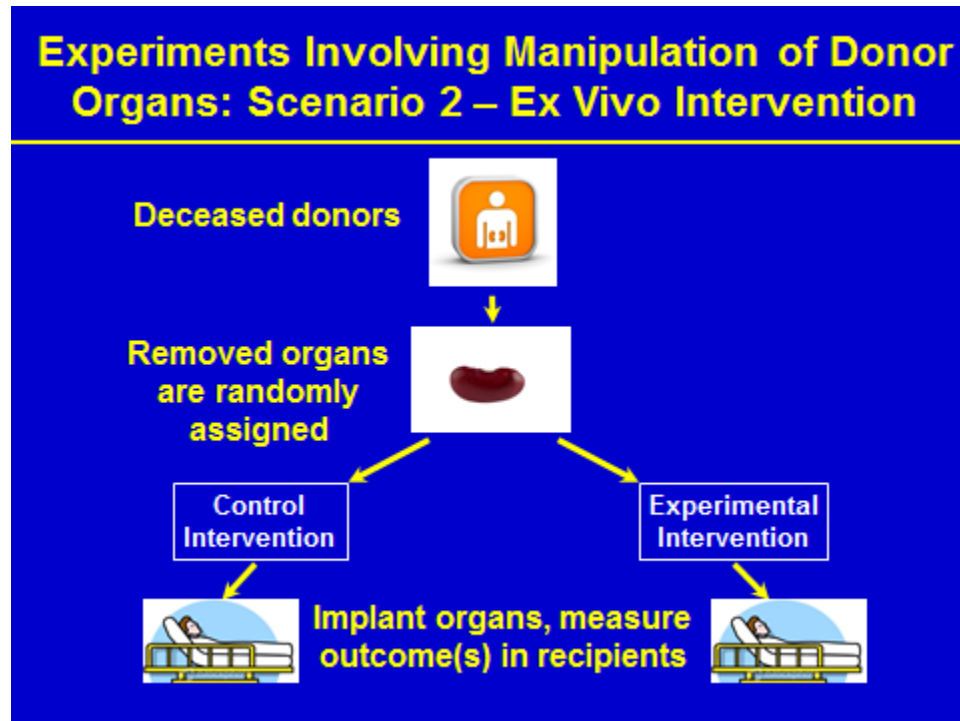 Experiments Involving Manipulation of Donor
Organs: Scenario 2 – Ex Vivo Intervention
Deceased donors
Removed organs
are randomly
assigned
Control
Intervention
Experimental
Intervention
Implant organs, measure
outcome(s) in recipients